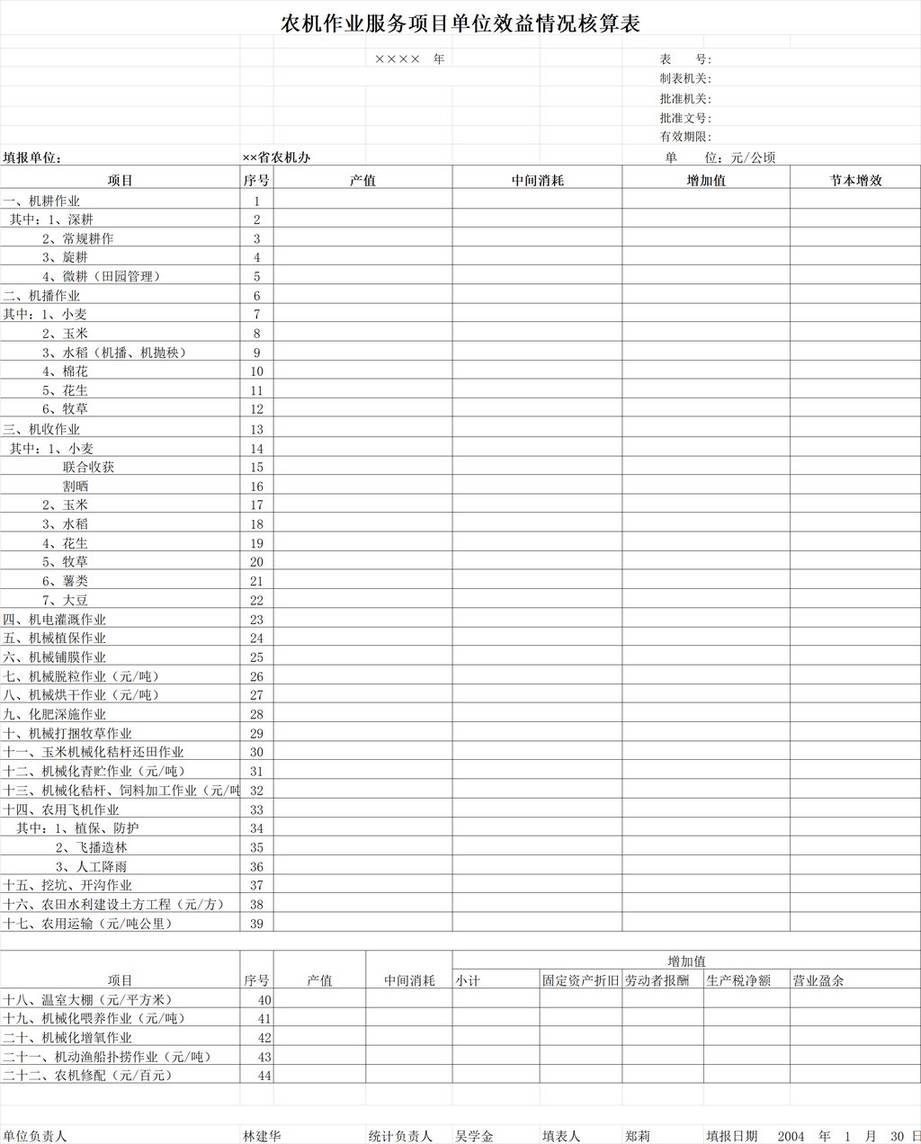 农机作业服务项目单位效益情况核算表
×××× 年
表 号:
制表机关:
批准机关:
批准文号:
有效期限:
填报单位: ××省农机办 单 位: 元/公顷
项目 序号 产值 中间消耗 增加值 节本增效
一、机耕作业 1
其中: 1、深耕 2
2、常规耕作 3
3、旋耕 4
4、微耕（田园管理） 5
二、机播作业 6
其中: 1、小麦 7
2、玉米 8
3、水稻（机播、机抛秧） 9
4、棉花 10
5、花生 11
6、牧草 12
三、机收作业 13
其中: 1、小麦 14
联合收获 15
割晒 16
2、玉米 17
3、水稻 18
4、花生 19
5、牧草 20
6、薯类 21
7、大豆 22
四、机电灌溉作业 23
五、机械植保作业 24
六、机械铺膜作业 25
七、机械脱粒作业（元/吨） 26
八、机械烘干作业（元/吨） 27
九、化肥深施作业 28
十、机械打捆牧草作业 29
十一、玉米机械化秸杆还田作业 30
十二、机械化青贮作业（元/吨） 31
十三、机械化秸杆、饲料加工作业（元/吨 32
十四、农用飞机作业 33
其中: 1、植保、防护 34
2、飞播造林 35
3、人工降雨 36
十五、挖坑、开沟作业 37
十六、农田水利建设土方工程（元/方） 38
十七、农用运输（元/吨公里） 39
增加值
项目 序号 产值 中间消耗 小计 固定资产折旧 劳动者报酬 生产税净额 营业盈余
十八、温室大棚（元/平方米） 40
十九、机械化喂养作业（元/吨） 41
二十、机械化增氧作业 42
二十一、机动渔船扑捞作业（元/吨） 43
二十二、农机修配（元/百元） 44
单位负责人 林建华 统计负责人 吴学金 填表人 郑莉 填报日期 2004 年 1 月 30 日